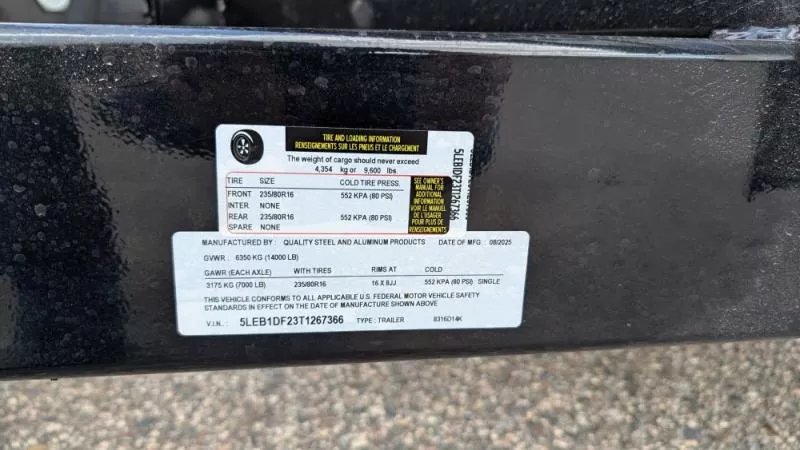 TIRE AND LOADING INFORMATION
RENSEIGNEMENTS SUR LES PNEUS ET LE CHARGEMENT
The weight of cargo should never exceed
4,354 kg or 9,600 lbs
TIRE SIZE COLD TIRE PRESS.
FRONT 235/80R16 552 KPA (80 PSI)
INTER. NONE
REAR 235/80R16 552 KPA (80 PSI)
SPARE NONE
SEE OWNER'S
MANUAL FOR
ADDITIONAL
INFORMATION
VOIR LE MANUEL
DE L'USAGER
POUR PLUS DE
RENSEIGNEMENTS
5LEB1DF23T1267366
MANUFACTURED BY : QUALITY STEEL AND ALUMINUM PRODUCTS DATE OF MFG : 08/2025
GVWR : 6350 KG (14000 LB)
GAWR (EACH AXLE) WITH TIRES RIMS AT COLD
3175 KG (7000 LB) 235/80R16 16 X 8JJ 552 KPA (80 PSI) SINGLE
THIS VEHICLE CONFORMS TO ALL APPLICABLE U.S. FEDERAL MOTOR VEHICLE SAFETY
STANDARDS IN EFFECT ON THE DATE OF MANUFACTURE SHOWN ABOVE
V.I.N. : 5LEB1DF23T1267366 TYPE : TRAILER 8316D14K